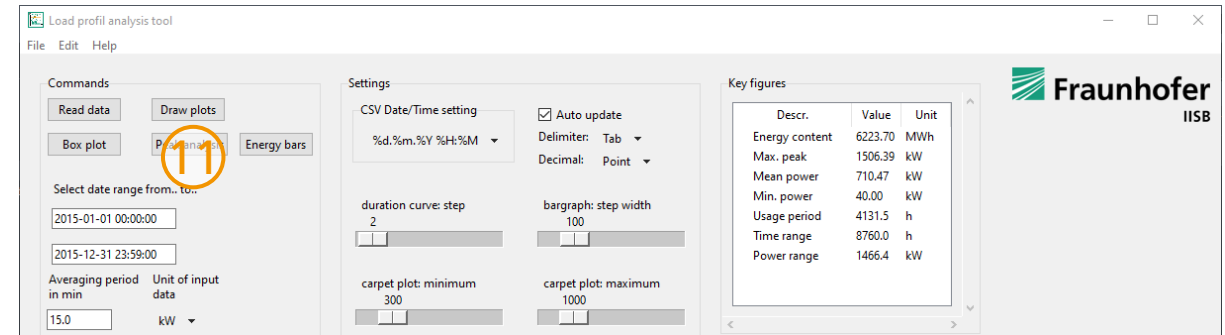 Load profil analysis tool
File Edit Help
Commands
Read data Draw plots
Box plot Peak analysis Energy bars
11
Select date range from.. to..
2015-01-01 00:00:00
2015-12-31 23:59:00
Averaging period in min
Unit of input data
15.0 kW
Settings
CSV Date/Time setting
%d.%m.%Y %H:%M
Auto update
Delimiter: Tab
Decimal: Point
duration curve: step
2
bargraph: step width
100
carpet plot: minimum
300
carpet plot: maximum
1000
Key figures
Descr. Value Unit
Energy content 6223.70 MWh
Max. peak 1506.39 kW
Mean power 710.47 kW
Min. power 40.00 kW
Usage period 4131.5 h
Time range 8760.0 h
Power range 1466.4 kW
Fraunhofer
IISB